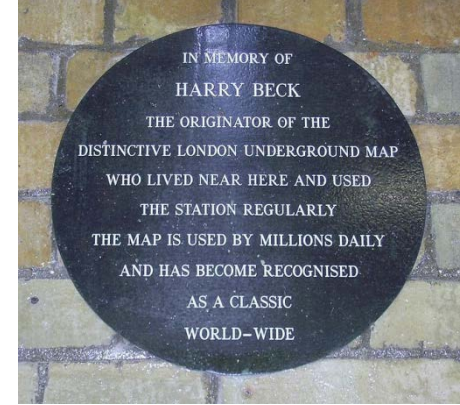 IN MEMORY OF
HARRY BECK
THE ORIGINATOR OF THE
DISTINCTIVE LONDON UNDERGROUND MAP
WHO LIVED NEAR HERE AND USED
THE STATION REGULARLY
THE MAP IS USED BY MILLIONS DAILY
AND HAS BECOME RECOGNISED
AS A CLASSIC
WORLD-WIDE